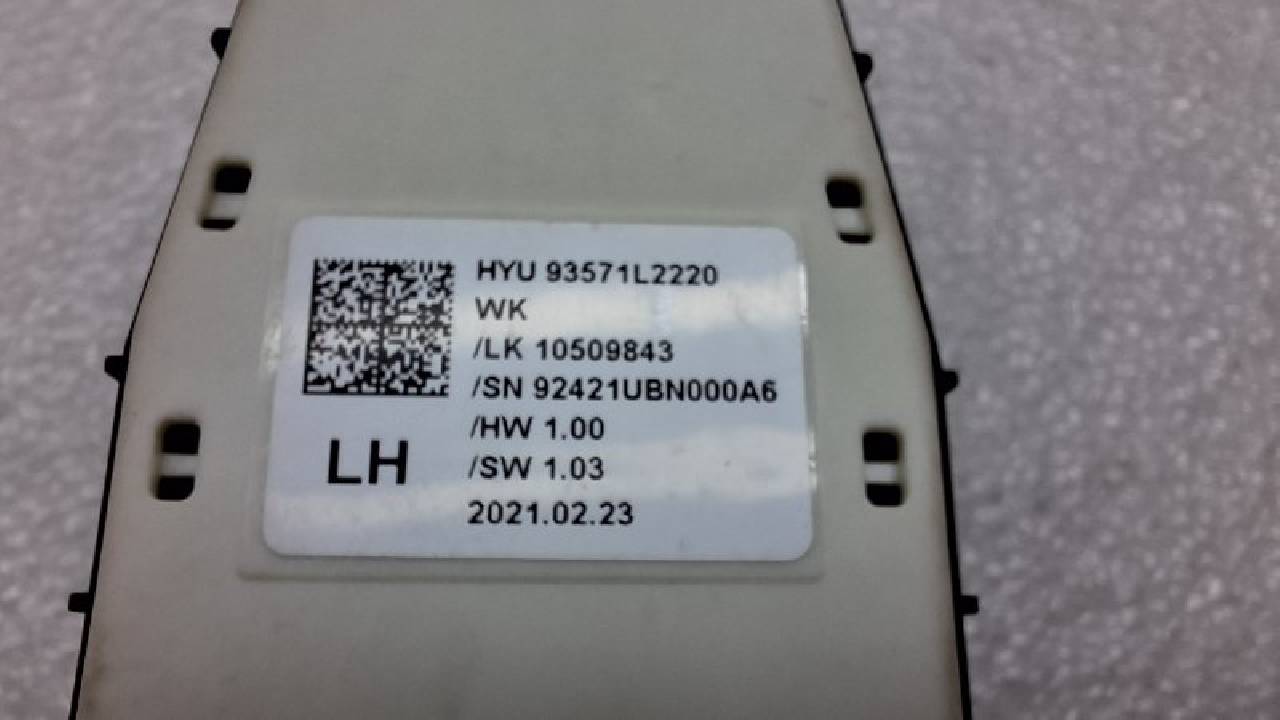 HYU 93571L2220
WK
/LK 10509843
/SN 92421UBN000A6
/HW 1.00
/SW 1.03
2021.02.23
LH